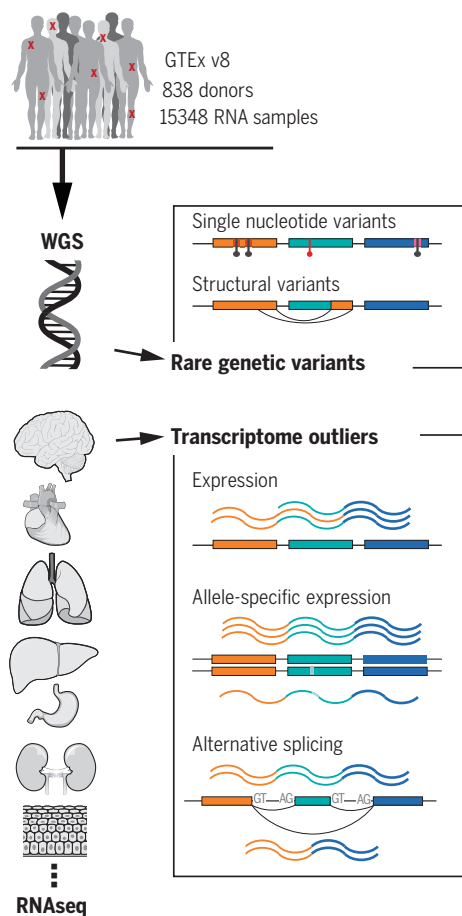 GTEx v8
838 donors
15348 RNA samples
WGS
Single nucleotide variants
Structural variants
Rare genetic variants
Transcriptome outliers
Expression
Allele-specific expression
Alternative splicing
GT AG GT AG
RNAseq